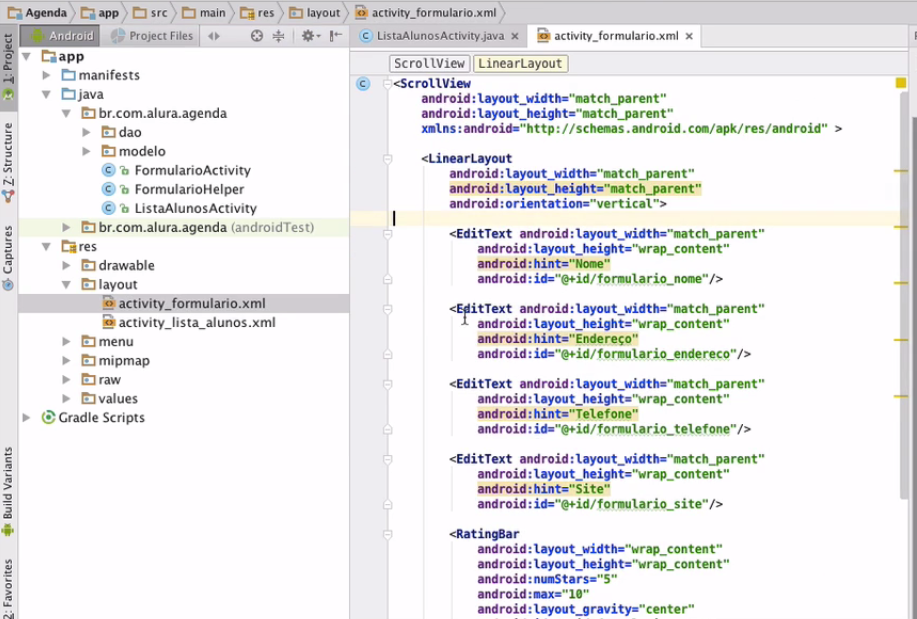 Agenda app src main res layout activity_formulario.xml
Android Project Files
ListaAlunosActivity.java activity_formulario.xml
1: Project
Z: Structure
Captures
Build Variants
2: Favorites
app
manifests
java
br.com.alura.agenda
dao
modelo
FormularioActivity
FormularioHelper
ListaAlunosActivity
br.com.alura.agenda (androidTest)
res
drawable
layout
activity_formulario.xml
activity_lista_alunos.xml
menu
mipmap
raw
values
Gradle Scripts
ScrollView LinearLayout
<ScrollView
android:layout_width="match_parent"
android:layout_height="match_parent"
xmlns:android="http://schemas.android.com/apk/res/android" >
<LinearLayout
android:layout_width="match_parent"
android:layout_height="match_parent"
android:orientation="vertical">
<EditText android:layout_width="match_parent"
android:layout_height="wrap_content"
android:hint="Nome"
android:id="@+id/formulario_nome"/>
<EditText android:layout_width="match_parent"
android:layout_height="wrap_content"
android:hint="Endereço"
android:id="@+id/formulario_endereco"/>
<EditText android:layout_width="match_parent"
android:layout_height="wrap_content"
android:hint="Telefone"
android:id="@+id/formulario_telefone"/>
<EditText android:layout_width="match_parent"
android:layout_height="wrap_content"
android:hint="Site"
android:id="@+id/formulario_site"/>
<RatingBar
android:layout_width="wrap_content"
android:layout_height="wrap_content"
android:numStars="5"
android:max="10"
android:layout_gravity="center"